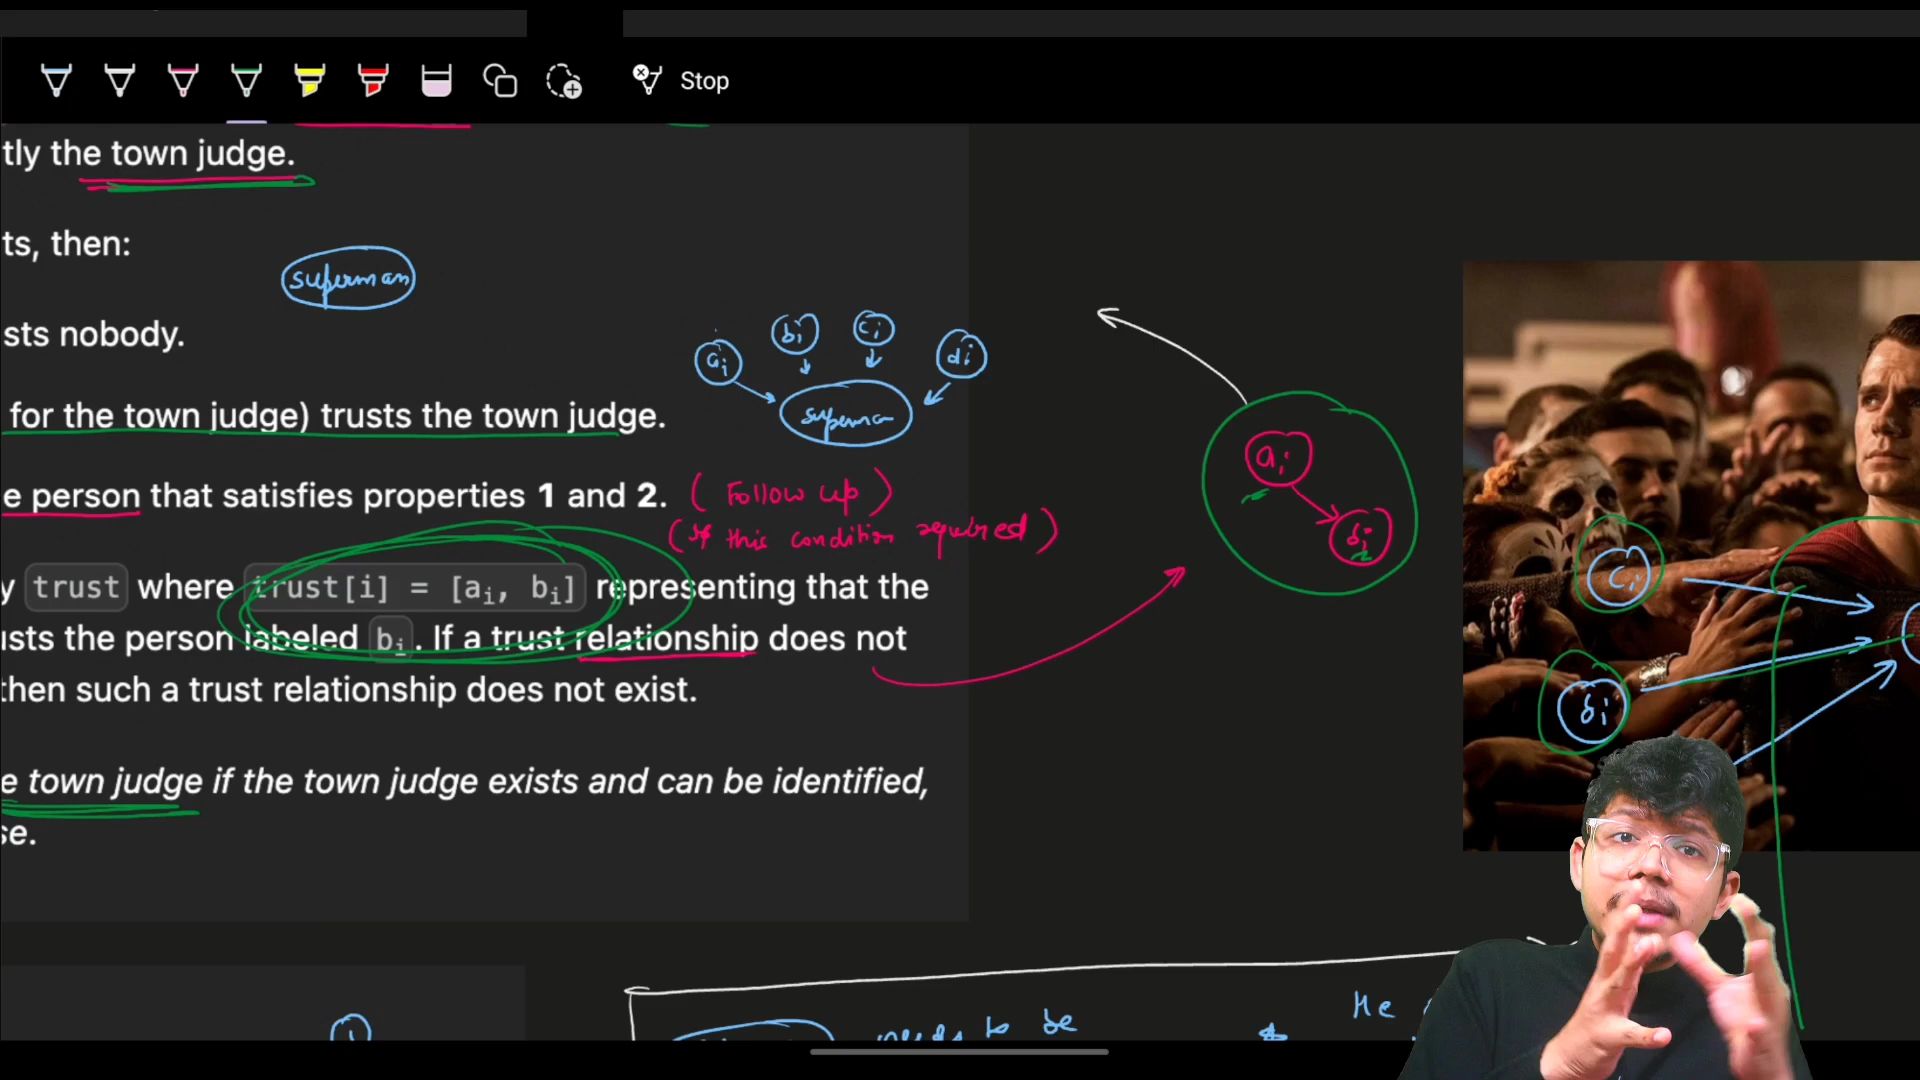 Stop
tly the town judge.
ts, then:
superman
sts nobody.
ai
bi
ci
di
superman
for the town judge) trusts the town judge.
e person that satisfies properties 1 and 2.
(Follow up)
(if this condition required)
y trust where trust[i] = [ai, bi] representing that the
usts the person labeled bi. If a trust relationship does not
then such a trust relationship does not exist.
ai
bi
ci
bi
e town judge if the town judge exists and can be identified,
se.
needs to be
He